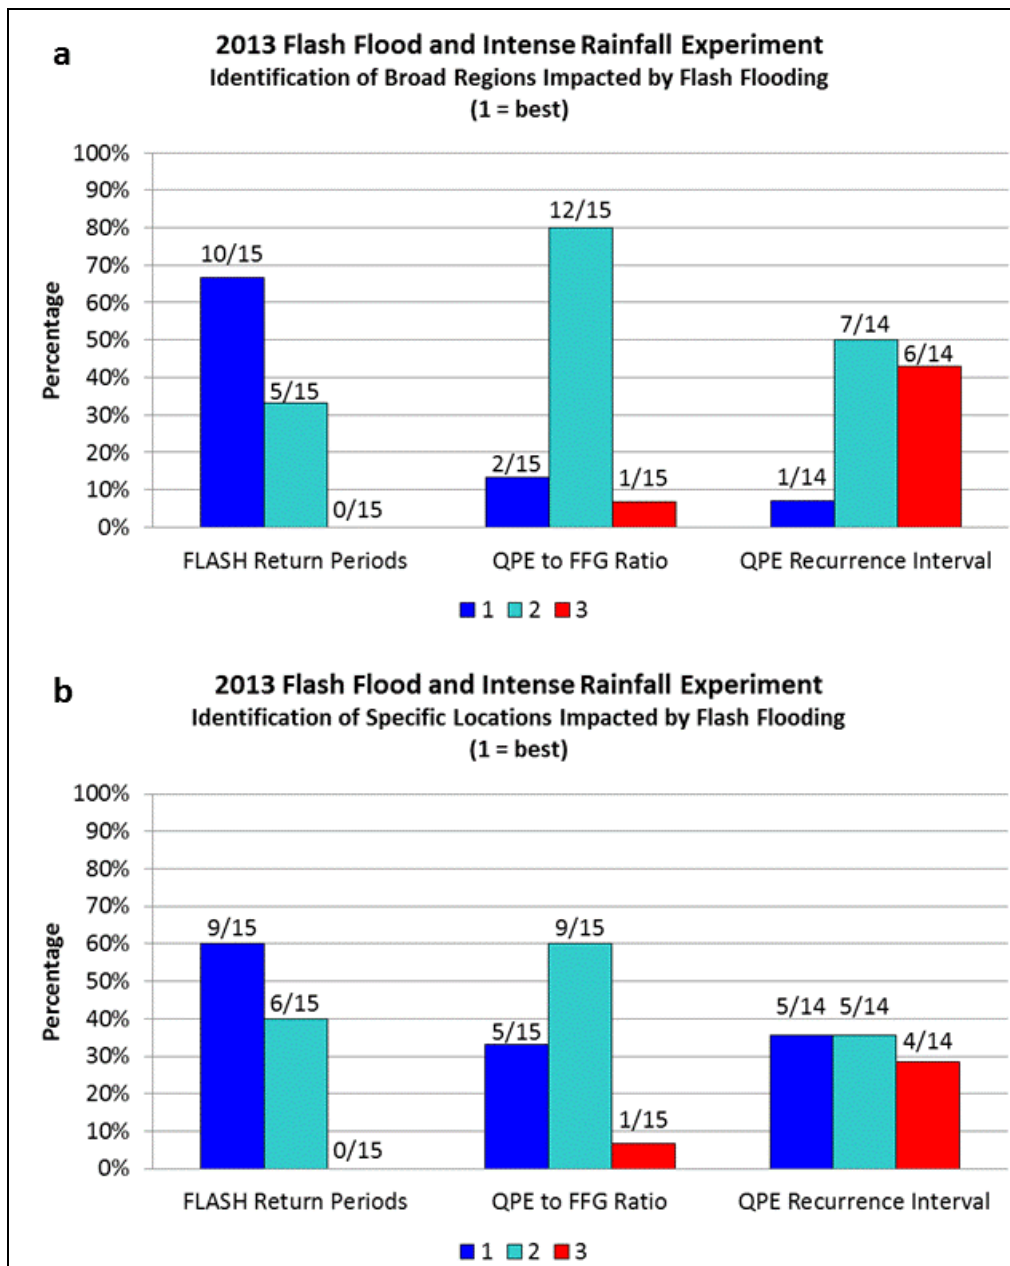 a
2013 Flash Flood and Intense Rainfall Experiment
Identification of Broad Regions Impacted by Flash Flooding
(1 = best)
Percentage
100%
90%
80%
70%
60%
50%
40%
30%
20%
10%
0%
10/15
5/15
0/15
2/15
12/15
1/15
1/14
7/14
6/14
FLASH Return Periods
QPE to FFG Ratio
QPE Recurrence Interval
1 2 3
b
2013 Flash Flood and Intense Rainfall Experiment
Identification of Specific Locations Impacted by Flash Flooding
(1 = best)
Percentage
100%
90%
80%
70%
60%
50%
40%
30%
20%
10%
0%
9/15
6/15
0/15
5/15
9/15
1/15
5/14
5/14
4/14
FLASH Return Periods
QPE to FFG Ratio
QPE Recurrence Interval
1 2 3